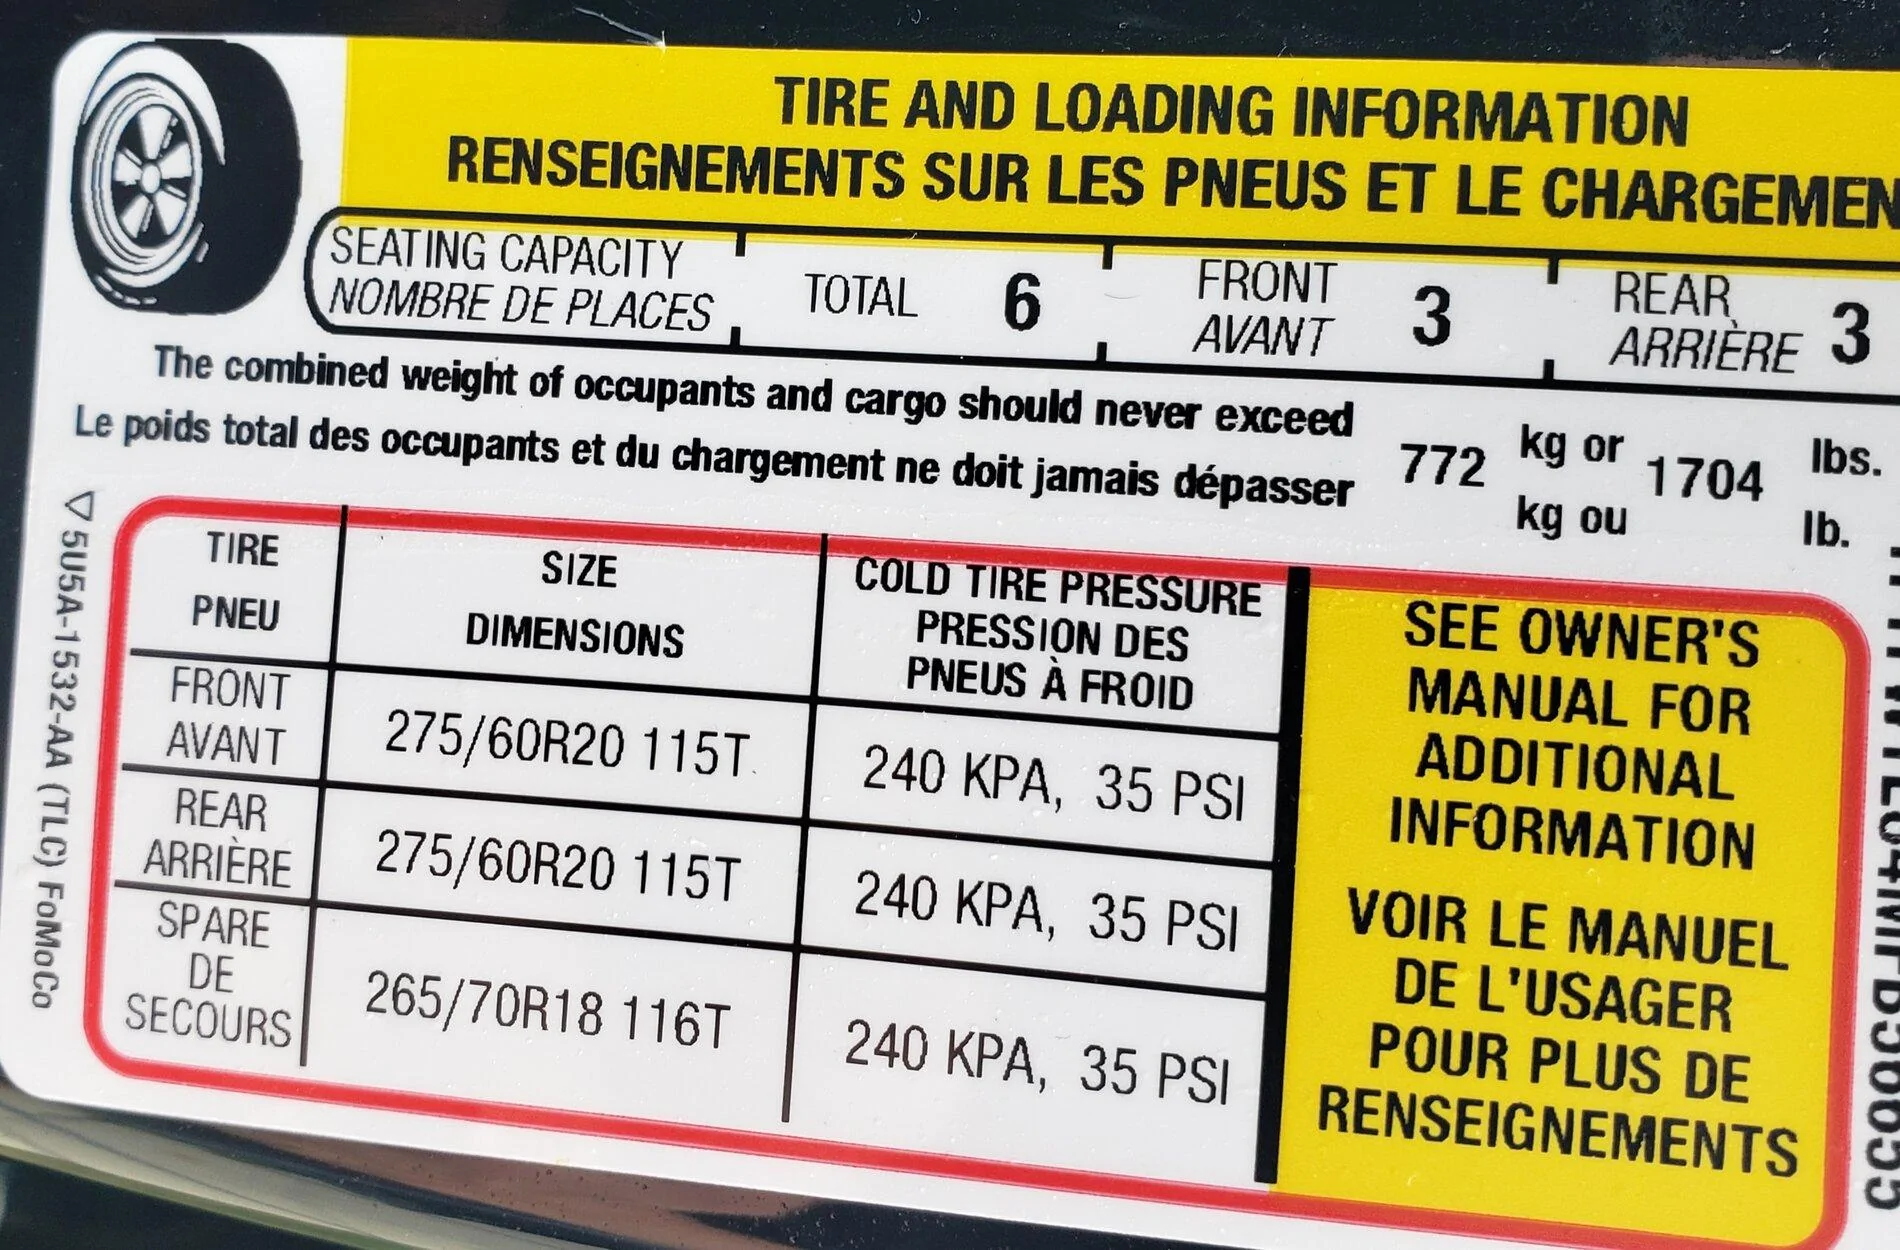 TIRE AND LOADING INFORMATION
RENSEIGNEMENTS SUR LES PNEUS ET LE CHARGEMEN
SEATING CAPACITY
NOMBRE DE PLACES
TOTAL 6
FRONT
AVANT
3
REAR
ARRIÈRE
3
The combined weight of occupants and cargo should never exceed
Le poids total des occupants et du chargement ne doit jamais dépasser
772
kg or
kg ou
1704
lbs.
lb.
▽5U5A-1532-AA (TLC) FoMoCo
TIRE
PNEU
SIZE
DIMENSIONS
COLD TIRE PRESSURE
PRESSION DES
PNEUS À FROID
FRONT
AVANT
275/60R20 115T
240 KPA, 35 PSI
REAR
ARRIÈRE
275/60R20 115T
240 KPA, 35 PSI
SPARE
DE
SECOURS
265/70R18 116T
240 KPA, 35 PSI
SEE OWNER'S
MANUAL FOR
ADDITIONAL
INFORMATION
VOIR LE MANUEL
DE L'USAGER
POUR PLUS DE
RENSEIGNEMENTS